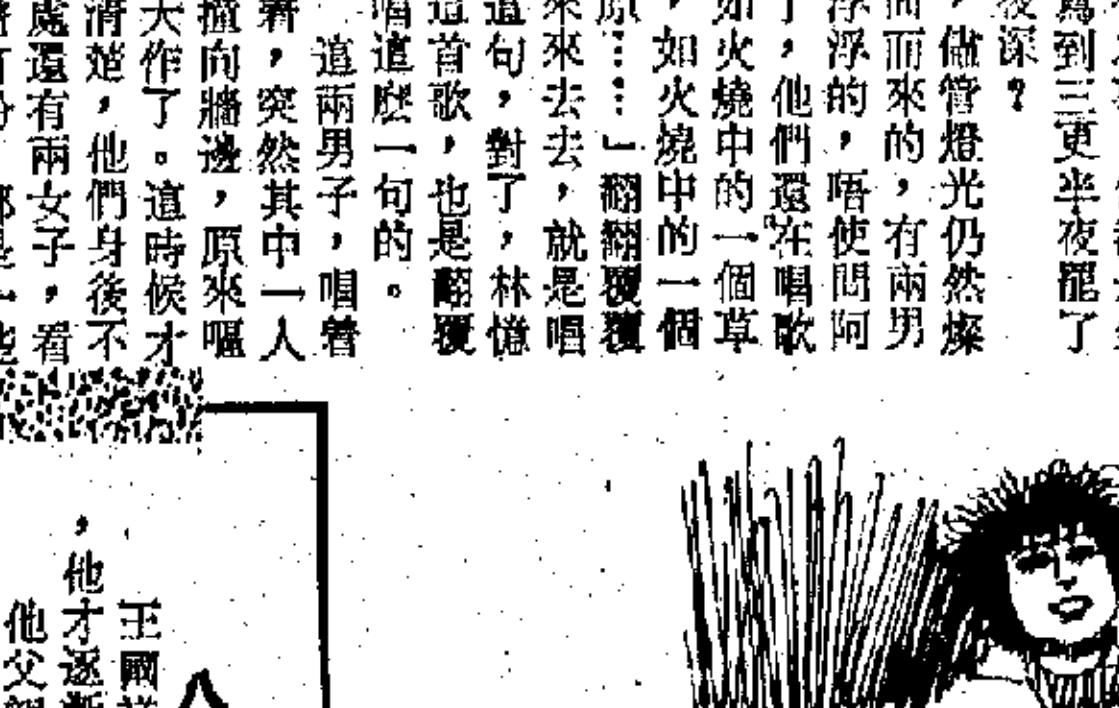 到三更半夜罷了
夜深？
，儘管燈光仍然燦
而來的，有兩男
浮浮的，唔使問阿
了，他們還在唱歌
如火燒中的一個草
，如火燒中的一個
原……」翻翻覆覆
來來去去，就是唱
這句，對了，林憶
這首歌，也是翻覆
唱這麽一句的。
這兩男子，唱着
着，突然其中一人
撞向牆邊，原來嘔
大作了。這時候才
清楚，他們身後不
處還有兩女子，看
王國
，他才逐漸
他父親